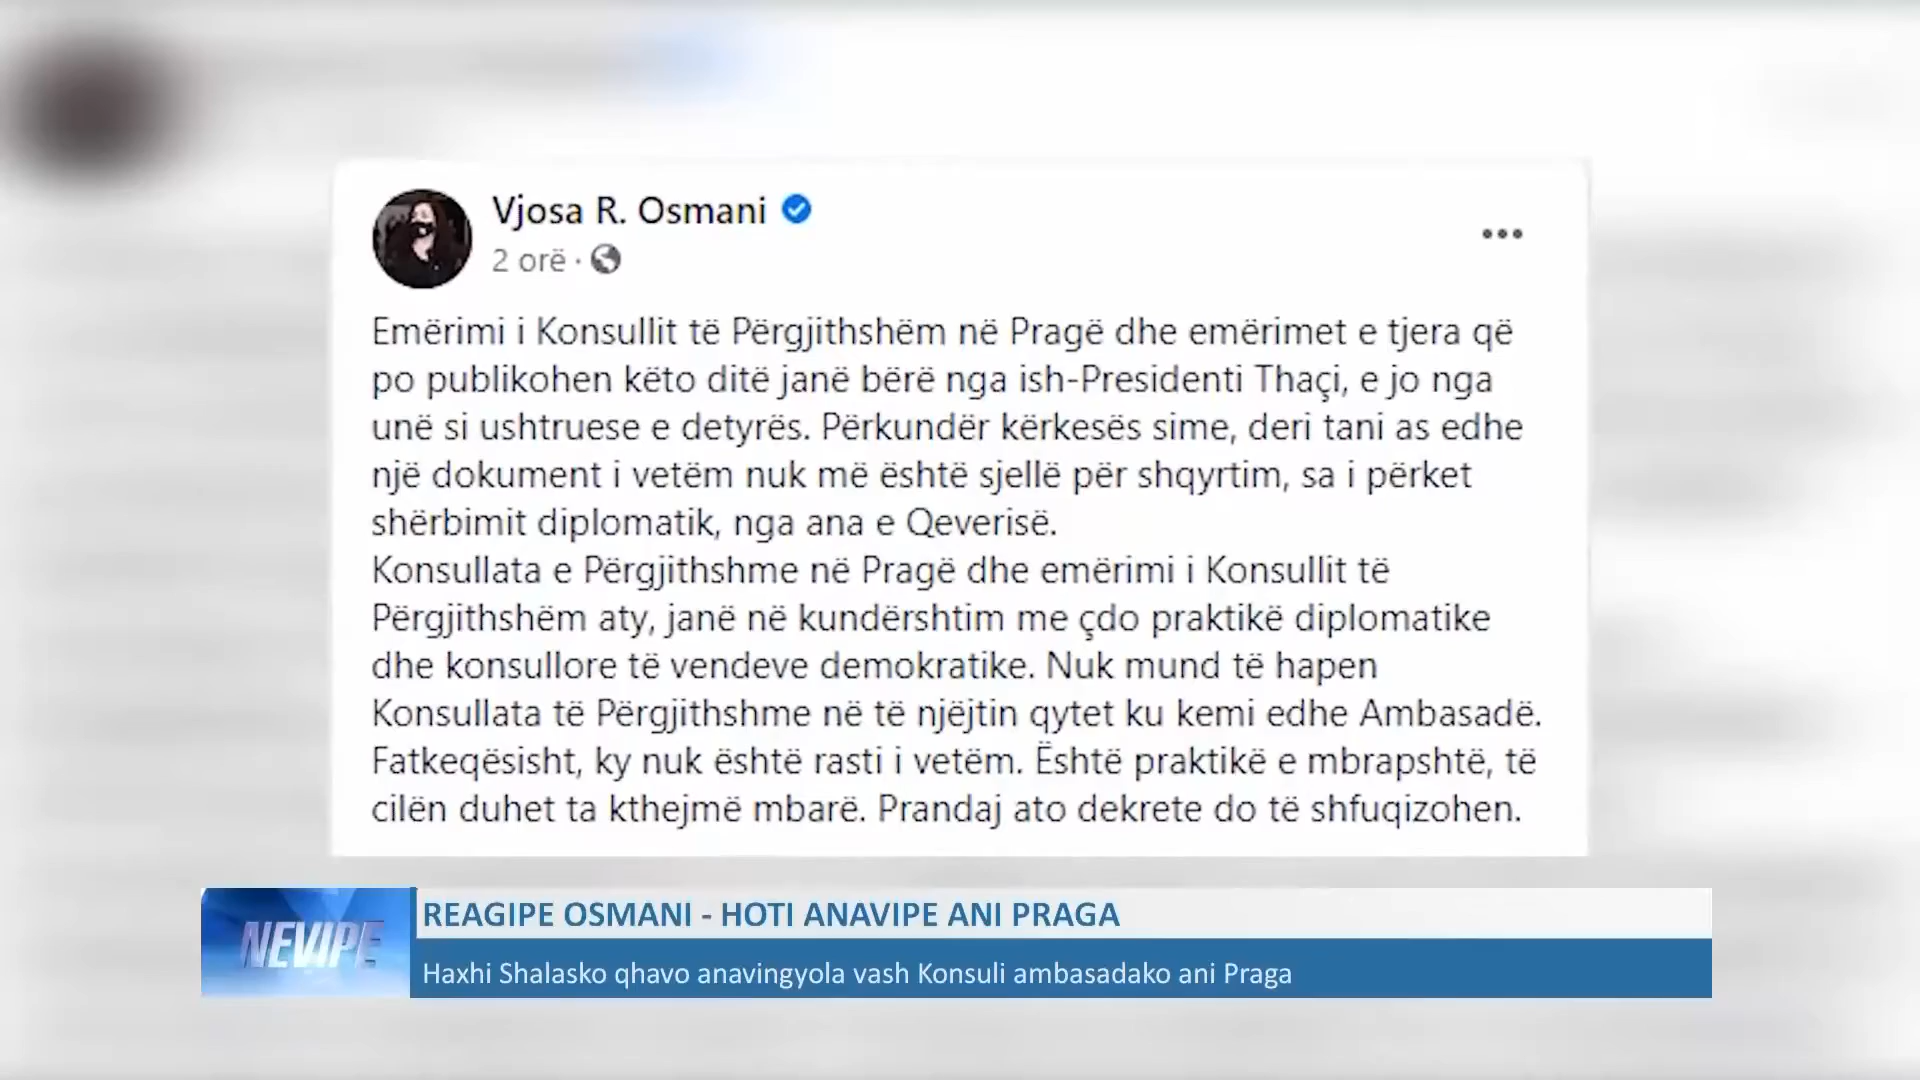 Vjosa R. Osmani
2 orë ·
Emërimi i Konsullit të Përgjithshëm në Pragë dhe emërimet e tjera që
po publikohen këto ditë janë bërë nga ish-Presidenti Thaçi, e jo nga
unë si ushtruese e detyrës. Përkundër kërkesës sime, deri tani as edhe
një dokument i vetëm nuk më është sjellë për shqyrtim, sa i përket
shërbimit diplomatik, nga ana e Qeverisë.
Konsullata e Përgjithshme në Pragë dhe emërimi i Konsullit të
Përgjithshëm aty, janë në kundërshtim me çdo praktikë diplomatike
dhe konsullore të vendeve demokratike. Nuk mund të hapen
Konsullata të Përgjithshme në të njëjtin qytet ku kemi edhe Ambasadë.
Fatkeqësisht, ky nuk është rasti i vetëm. Është praktikë e mbrapshtë, të
cilën duhet ta kthejmë mbarë. Prandaj ato dekrete do të shfuqizohen.
NEVIPE
REAGIPE OSMANI - HOTI ANAVIPE ANI PRAGA
Haxhi Shalasko qhavo anavingyola vash Konsuli ambasadako ani Praga